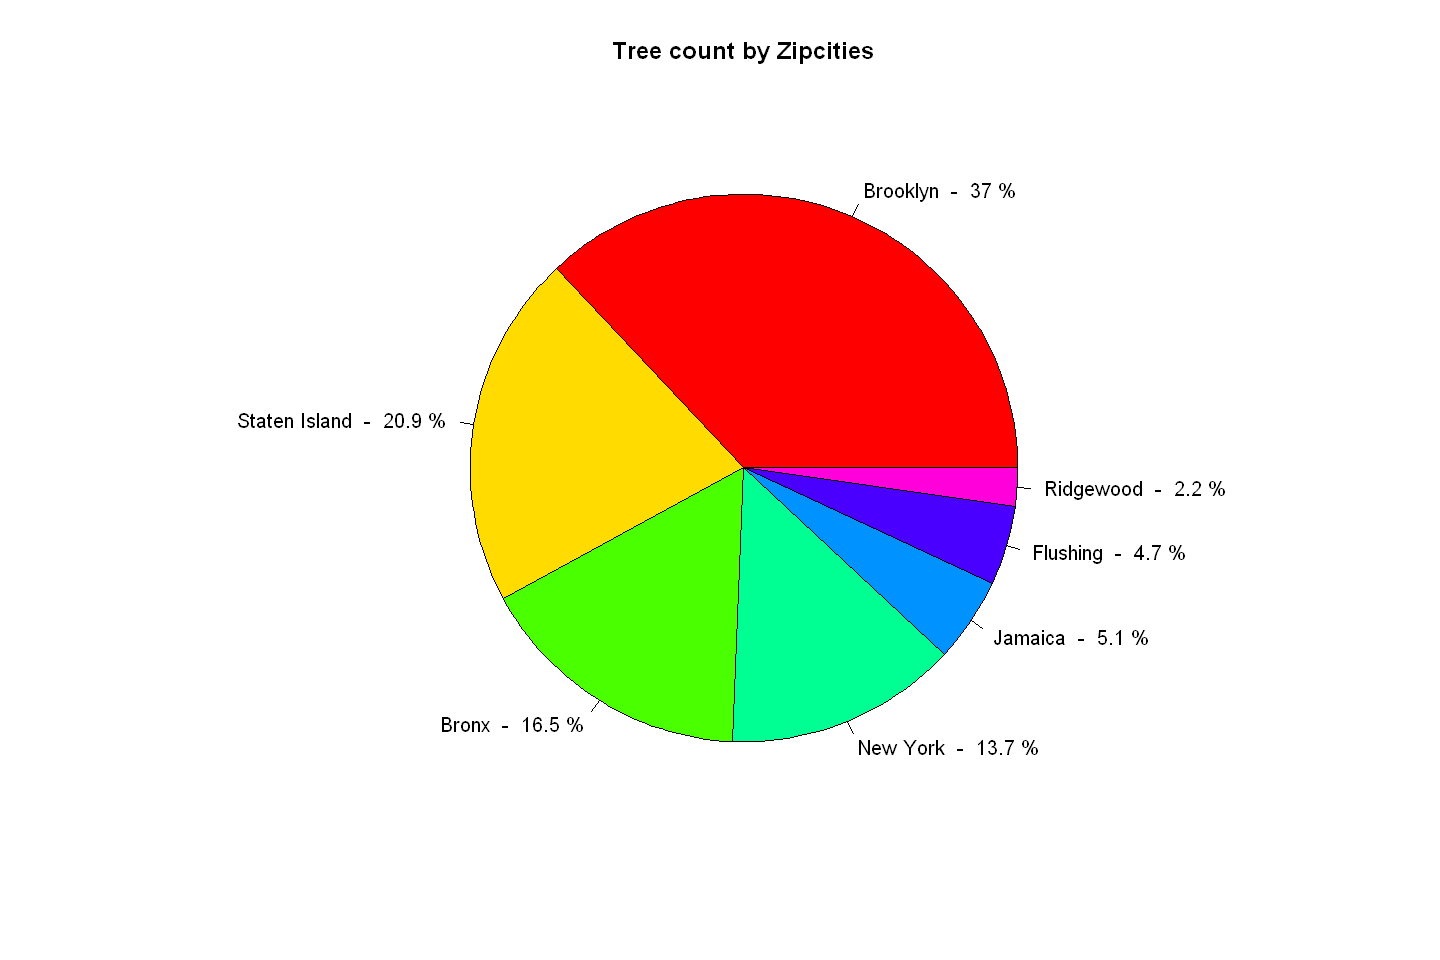 Tree count by Zipcities
Brooklyn - 37 %
Staten Island - 20.9 %
Ridgewood - 2.2 %
Flushing - 4.7 %
Jamaica - 5.1 %
Bronx - 16.5 %
New York - 13.7 %